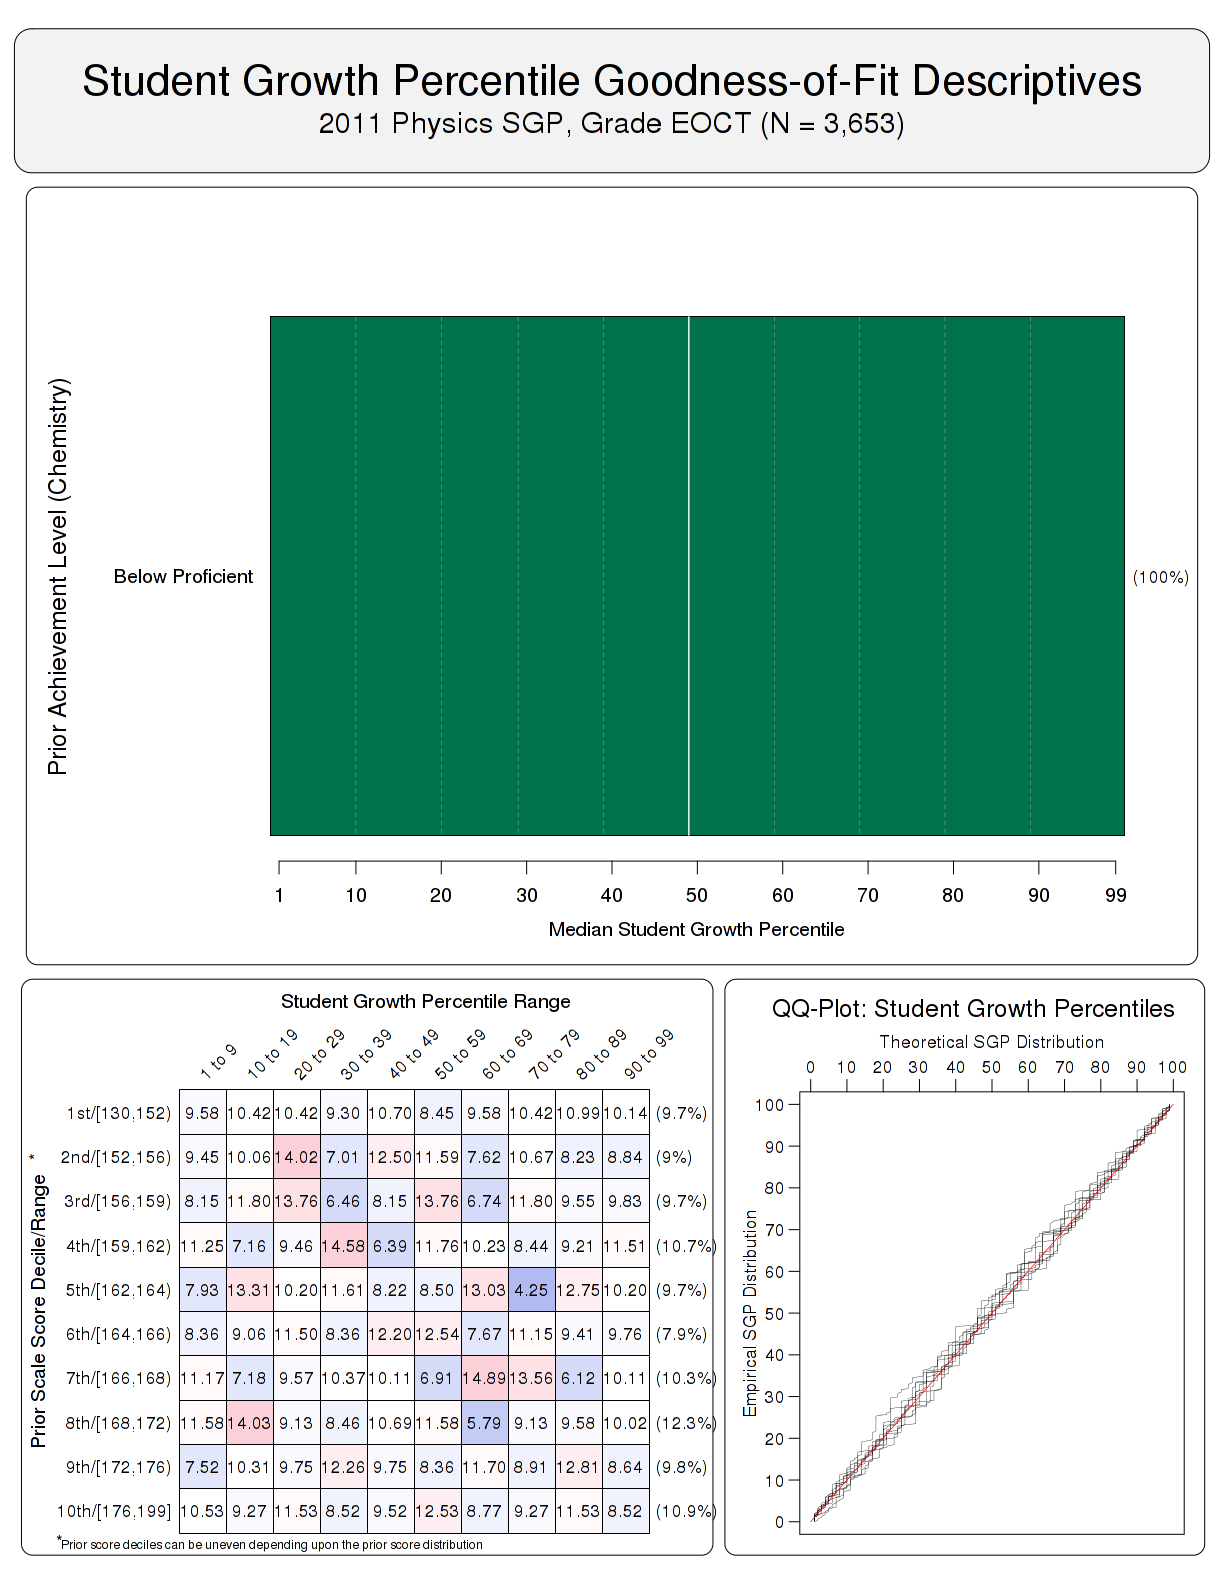 Student Growth Percentile Goodness-of-Fit Descriptives
2011 Physics SGP, Grade EOCT (N = 3,653)
Prior Achievement Level (Chemistry)
Below Proficient
(100%)
1 10 20 30 40 50 60 70 80 90 99
Median Student Growth Percentile
Student Growth Percentile Range
1 to 9 10 to 19 20 to 29 30 to 39 40 to 49 50 to 59 60 to 69 70 to 79 80 to 89 90 to 99
Prior Scale Score Decile/Range *
1st/[130,152) 9.58 10.42 10.42 9.30 10.70 8.45 9.58 10.42 10.99 10.14 (9.7%)
2nd/[152,156) 9.45 10.06 14.02 7.01 12.50 11.59 7.62 10.67 8.23 8.84 (9%)
3rd/[156,159) 8.15 11.80 13.76 6.46 8.15 13.76 6.74 11.80 9.55 9.83 (9.7%)
4th/[159,162) 11.25 7.16 9.46 14.58 6.39 11.76 10.23 8.44 9.21 11.51 (10.7%)
5th/[162,164) 7.93 13.31 10.20 11.61 8.22 8.50 13.03 4.25 12.75 10.20 (9.7%)
6th/[164,166) 8.36 9.06 11.50 8.36 12.20 12.54 7.67 11.15 9.41 9.76 (7.9%)
7th/[166,168) 11.17 7.18 9.57 10.37 10.11 6.91 14.89 13.56 6.12 10.11 (10.3%)
8th/[168,172) 11.58 14.03 9.13 8.46 10.69 11.58 5.79 9.13 9.58 10.02 (12.3%)
9th/[172,176) 7.52 10.31 9.75 12.26 9.75 8.36 11.70 8.91 12.81 8.64 (9.8%)
10th/[176,199] 10.53 9.27 11.53 8.52 9.52 12.53 8.77 9.27 11.53 8.52 (10.9%)
*Prior score deciles can be uneven depending upon the prior score distribution
QQ-Plot: Student Growth Percentiles
Theoretical SGP Distribution
0 10 20 30 40 50 60 70 80 90 100
Empirical SGP Distribution
100
90
80
70
60
50
40
30
20
10
0